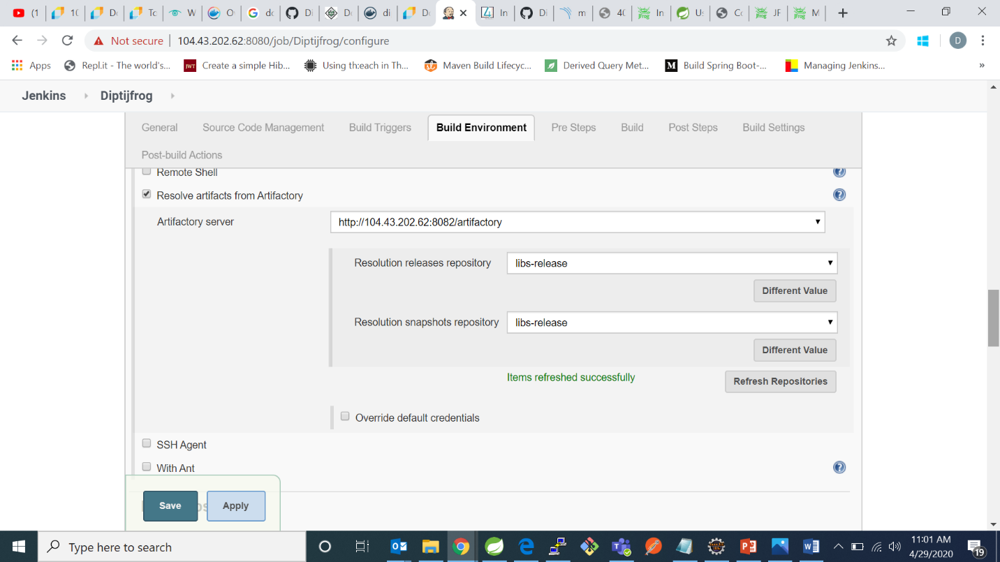 (1 10 Do To W O G do Di D di D In Di m 4( In U: C JF M
Not secure 104.43.202.62:8080/job/Diptijfrog/configure D
Apps Repl.it - The world's... JWT Create a simple Hib... Using th:each in Th... Maven Build Lifecyc... Derived Query Met... M Build Spring Boot-... Managing Jenkins... »
Jenkins Diptijfrog
General Source Code Management Build Triggers Build Environment Pre Steps Build Post Steps Build Settings
Post-build Actions
Remote Shell
Resolve artifacts from Artifactory
Artifactory server http://104.43.202.62:8082/artifactory
Resolution releases repository libs-release
Different Value
Resolution snapshots repository libs-release
Different Value
Items refreshed successfully Refresh Repositories
Override default credentials
SSH Agent
With Ant
Save Apply
Type here to search
11:01 AM
4/29/2020
19